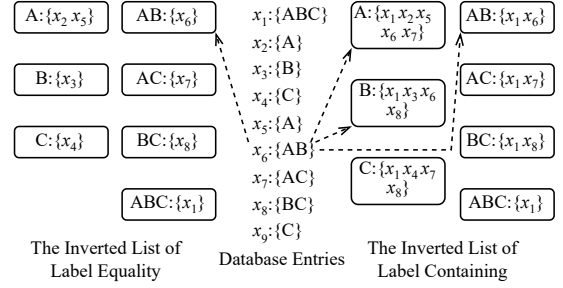 A:{x2 x5}
AB:{x6}
B:{x3}
AC:{x7}
C:{x4}
BC:{x8}
ABC:{x1}
The Inverted List of
Label Equality
x1:{ABC}
x2:{A}
x3:{B}
x4:{C}
x5:{A}
x6:{AB}
x7:{AC}
x8:{BC}
x9:{C}
Database Entries
A:{x1 x2 x5
x6 x7}
AB:{x1 x6}
B:{x1 x3 x6
x8}
AC:{x1 x7}
C:{x1 x4 x7
x8}
BC:{x1 x8}
ABC:{x1}
The Inverted List of
Label Containing